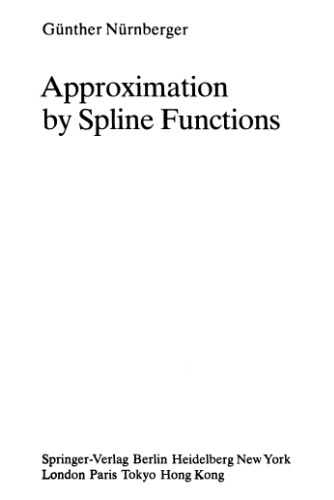 Günther Nürnberger
Approximation
by Spline Functions
Springer-Verlag Berlin Heidelberg New York
London Paris Tokyo Hong Kong